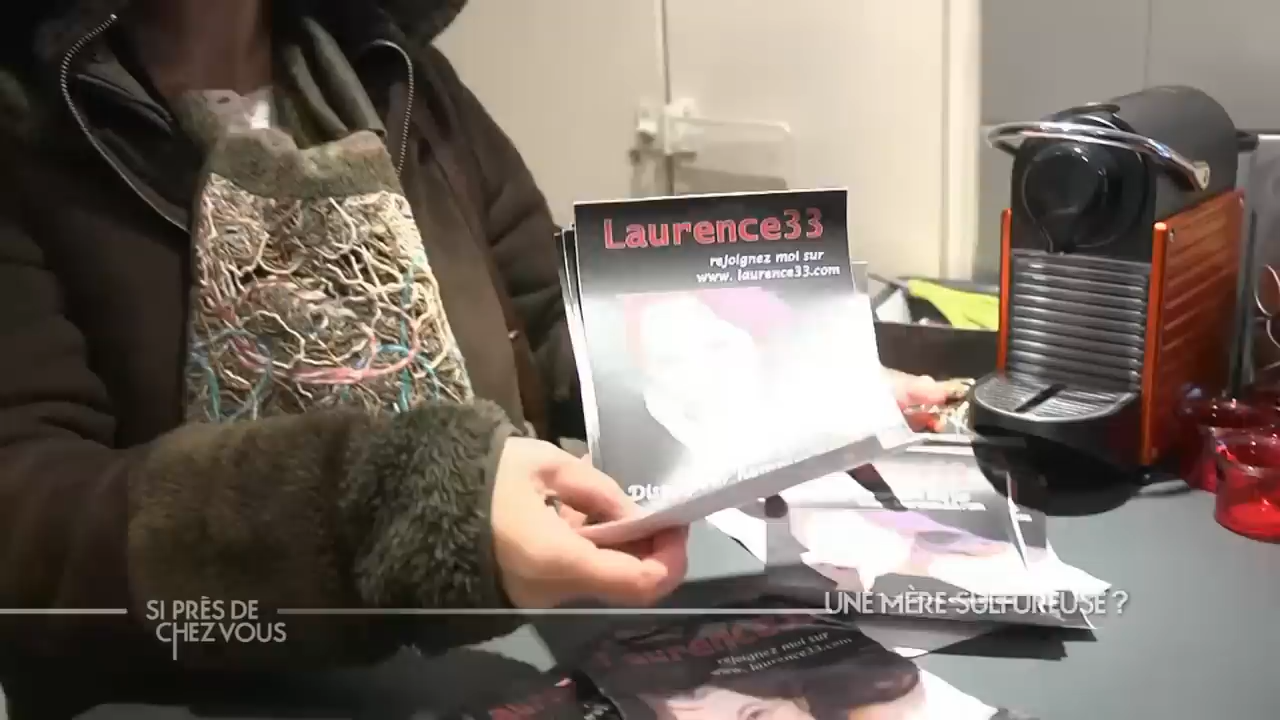 Laurence33
rejoignez moi sur
www. laurence33.com
Laurence33
rejoignez moi sur
www. laurence33.com
SI PRÈS DE
CHEZ VOUS
UNE MÈRE SULFUREUSE ?